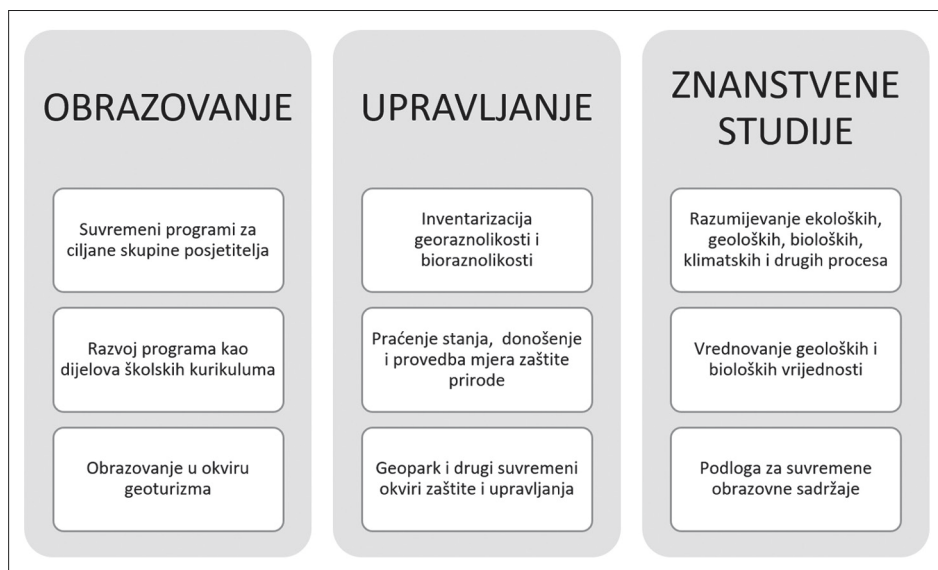 OBRAZOVANJE
Suvremeni programi za
ciljane skupine posjetitelja
Razvoj programa kao
dijelova školskih kurikuluma
Obrazovanje u okviru
geoturizma
UPRAVLJANJE
Inventarizacija
georaznolikosti i
bioraznolikosti
Praćenje stanja, donošenje
i provedba mjera zaštite
prirode
Geopark i drugi suvremeni
okviri zaštite i upravljanja
ZNANSTVENE
STUDIJE
Razumijevanje ekoloških,
geoloških, bioloških,
klimatskih i drugih procesa
Vrednovanje geoloških i
bioloških vrijednosti
Podloga za suvremene
obrazovne sadržaje